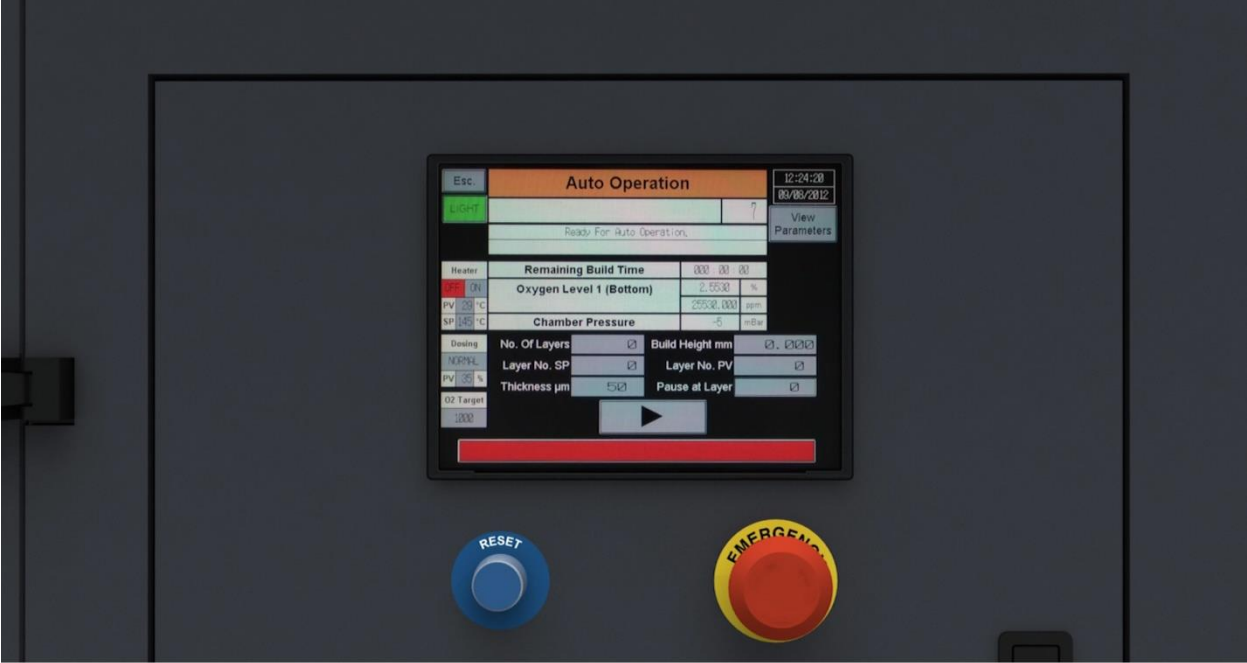 Esc.
Auto Operation
12:24:20
09/08/2012
LIGHT
7
View
Parameters
Ready For Auto Operation.
Heater
OFF ON
PV 29 °C
SP 145 °C
Remaining Build Time 000 : 00 : 00
Oxygen Level 1 (Bottom) 2.5530 %
25530.000 ppm
Chamber Pressure -5 mBar
Dosing
NORMAL
PV 35 %
O2 Target
1000
No. Of Layers 0 Build Height mm 0.000
Layer No. SP 0 Layer No. PV 0
Thickness µm 50 Pause at Layer 0
RESET